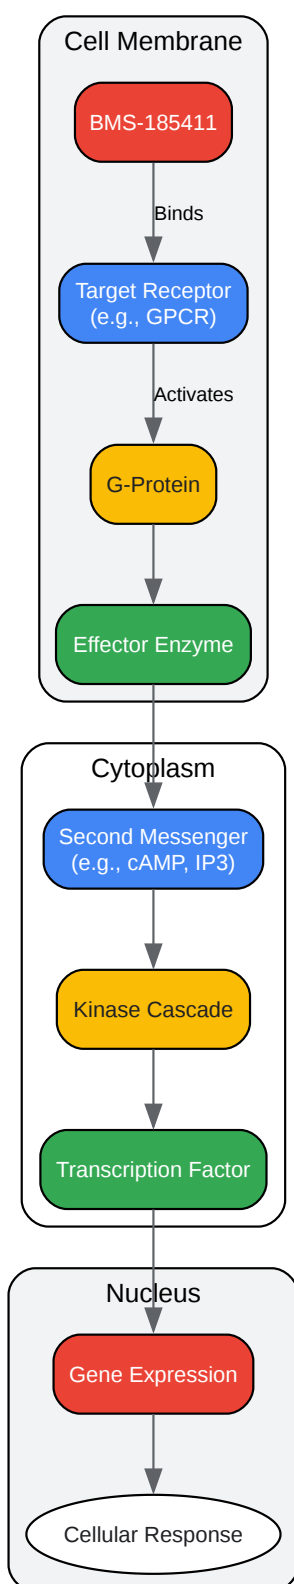 Cell Membrane
BMS-185411
Binds
Target Receptor
(e.g., GPCR)
Activates
G-Protein
Effector Enzyme
Cytoplasm
Second Messenger
(e.g., cAMP, IP3)
Kinase Cascade
Transcription Factor
Nucleus
Gene Expression
Cellular Response